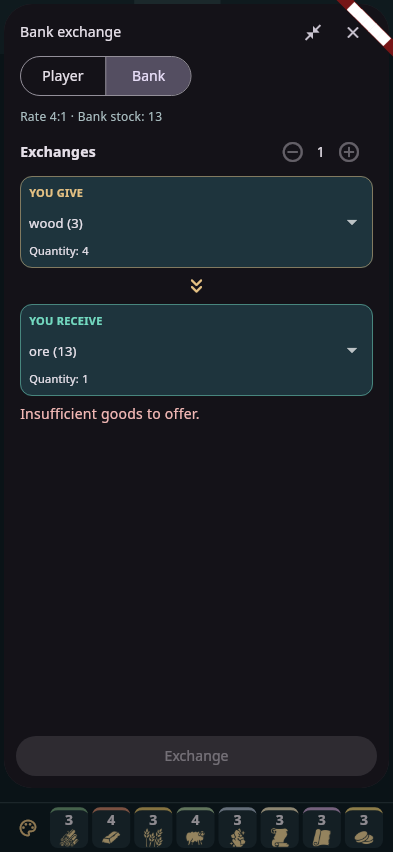 Bank exchange
Player Bank
Rate 4:1 · Bank stock: 13
Exchanges 1
YOU GIVE
wood (3)
Quantity: 4
YOU RECEIVE
ore (13)
Quantity: 1
Insufficient goods to offer.
Exchange
3 4 3 4 3 3 3 3